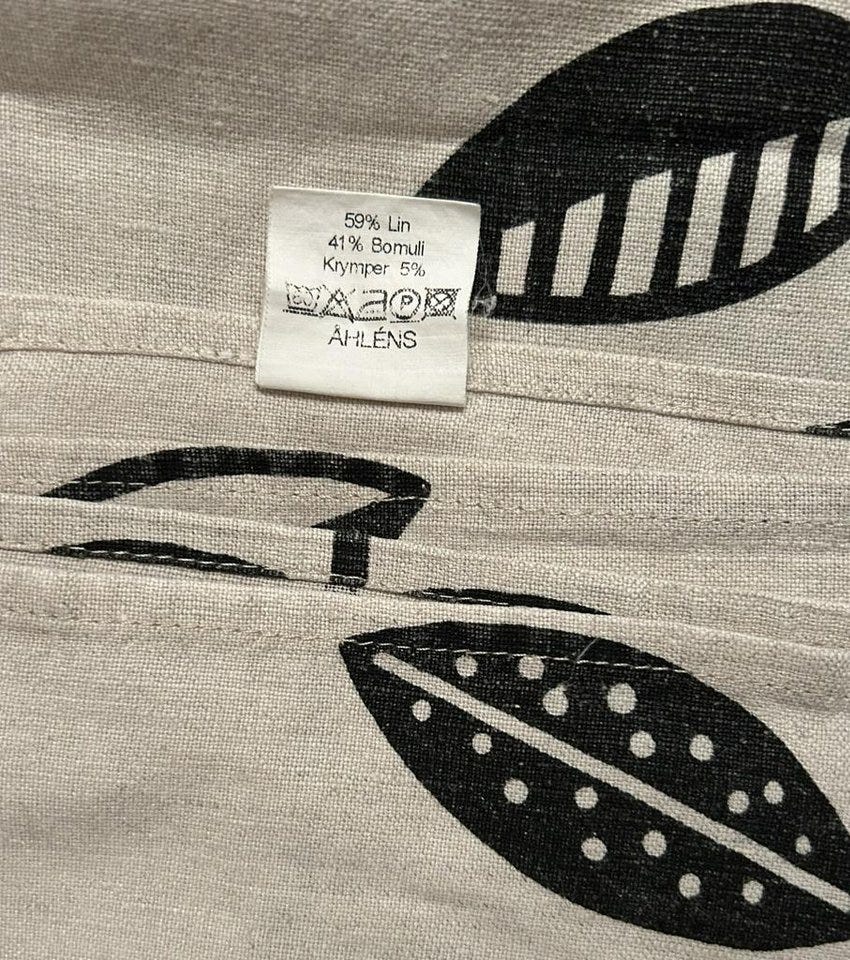 59% Lin
41% Bomull
Krymper 5%
P
ÅHLÉNS